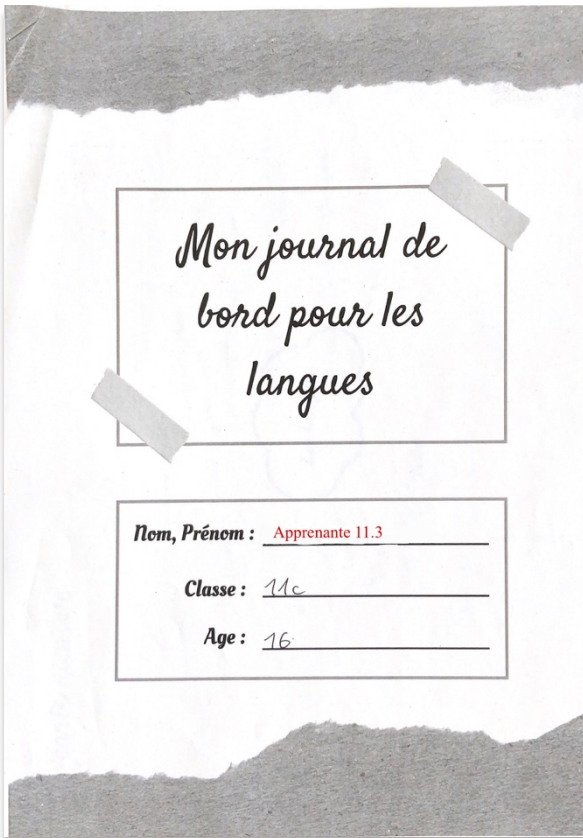 Mon journal de
bord pour les
langues
Nom, Prénom : Apprenante 11.3
Classe : 11c
Age : 16